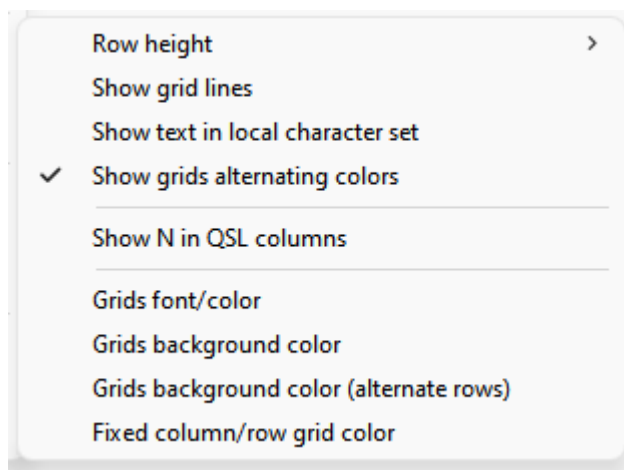 Row height
Show grid lines
Show text in local character set
Show grids alternating colors
Show N in QSL columns
Grids font/color
Grids background color
Grids background color (alternate rows)
Fixed column/row grid color